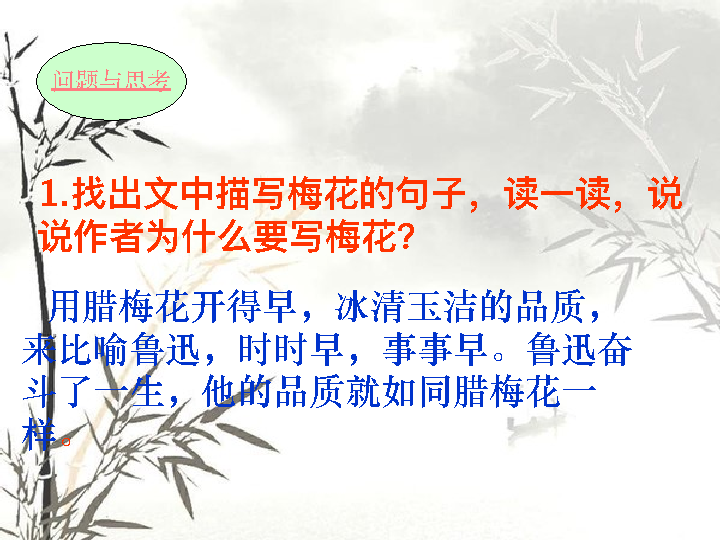 问题与思考
1.找出文中描写梅花的句子，读一读，说
说作者为什么要写梅花？
用腊梅花开得早，冰清玉洁的品质，
来比喻鲁迅，时时早，事事早。鲁迅奋
斗了一生，他的品质就如同腊梅花一
样。